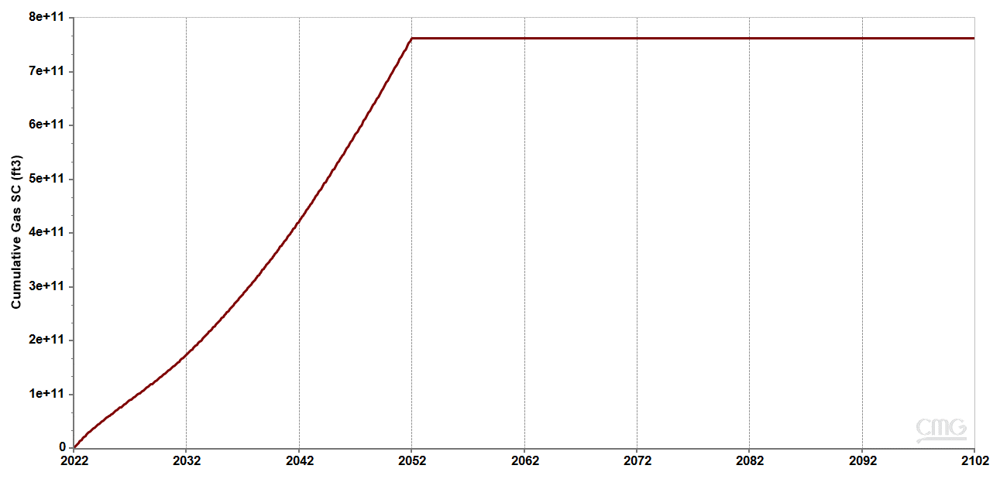 8e+11
7e+11
6e+11
5e+11
4e+11
3e+11
2e+11
1e+11
0
Cumulative Gas SC (ft3)
2022 2032 2042 2052 2062 2072 2082 2092 2102
CMG